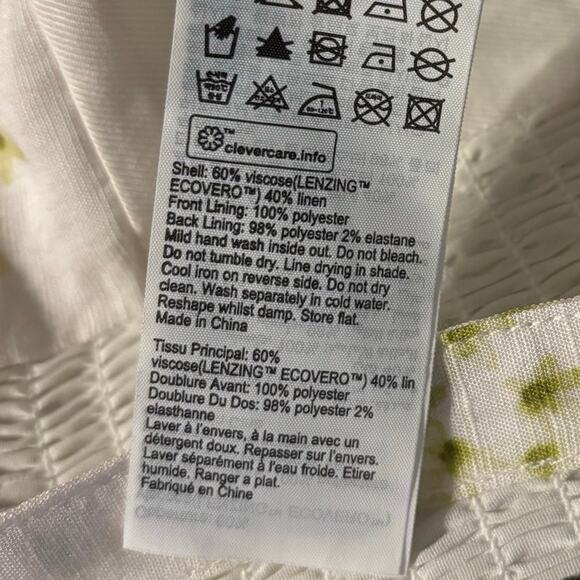 ™
clevercare.info
Shell: 60% viscose(LENZING™
ECOVERO™) 40% linen
Front Lining: 100% polyester
Back Lining: 98% polyester 2% elastane
Mild hand wash inside out. Do not bleach.
Do not tumble dry. Line drying in shade.
Cool iron on reverse side. Do not dry
clean. Wash separately in cold water.
Reshape whilst damp. Store flat.
Made in China
Tissu Principal: 60%
viscose(LENZING™ ECOVERO™) 40% lin
Doublure Avant: 100% polyester
Doublure Du Dos: 98% polyester 2%
elasthanne
Laver à l'envers, à la main avec un
détergent doux. Repasser sur l'envers.
Laver séparément à l'eau froide. Etirer
humide. Ranger a plat.
Fabriqué en Chine